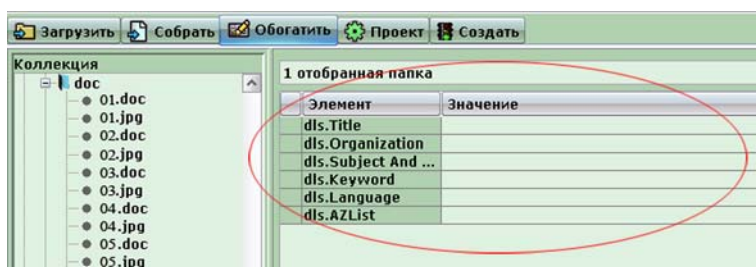 Загрузить Собрать Обогатить Проект Создать
Коллекция
doc
01.doc
01.jpg
02.doc
02.jpg
03.doc
03.jpg
04.doc
04.jpg
05.doc
05.jpg
1 отобранная папка
Элемент Значение
dls.Title
dls.Organization
dls.Subject And ...
dls.Keyword
dls.Language
dls.AZList